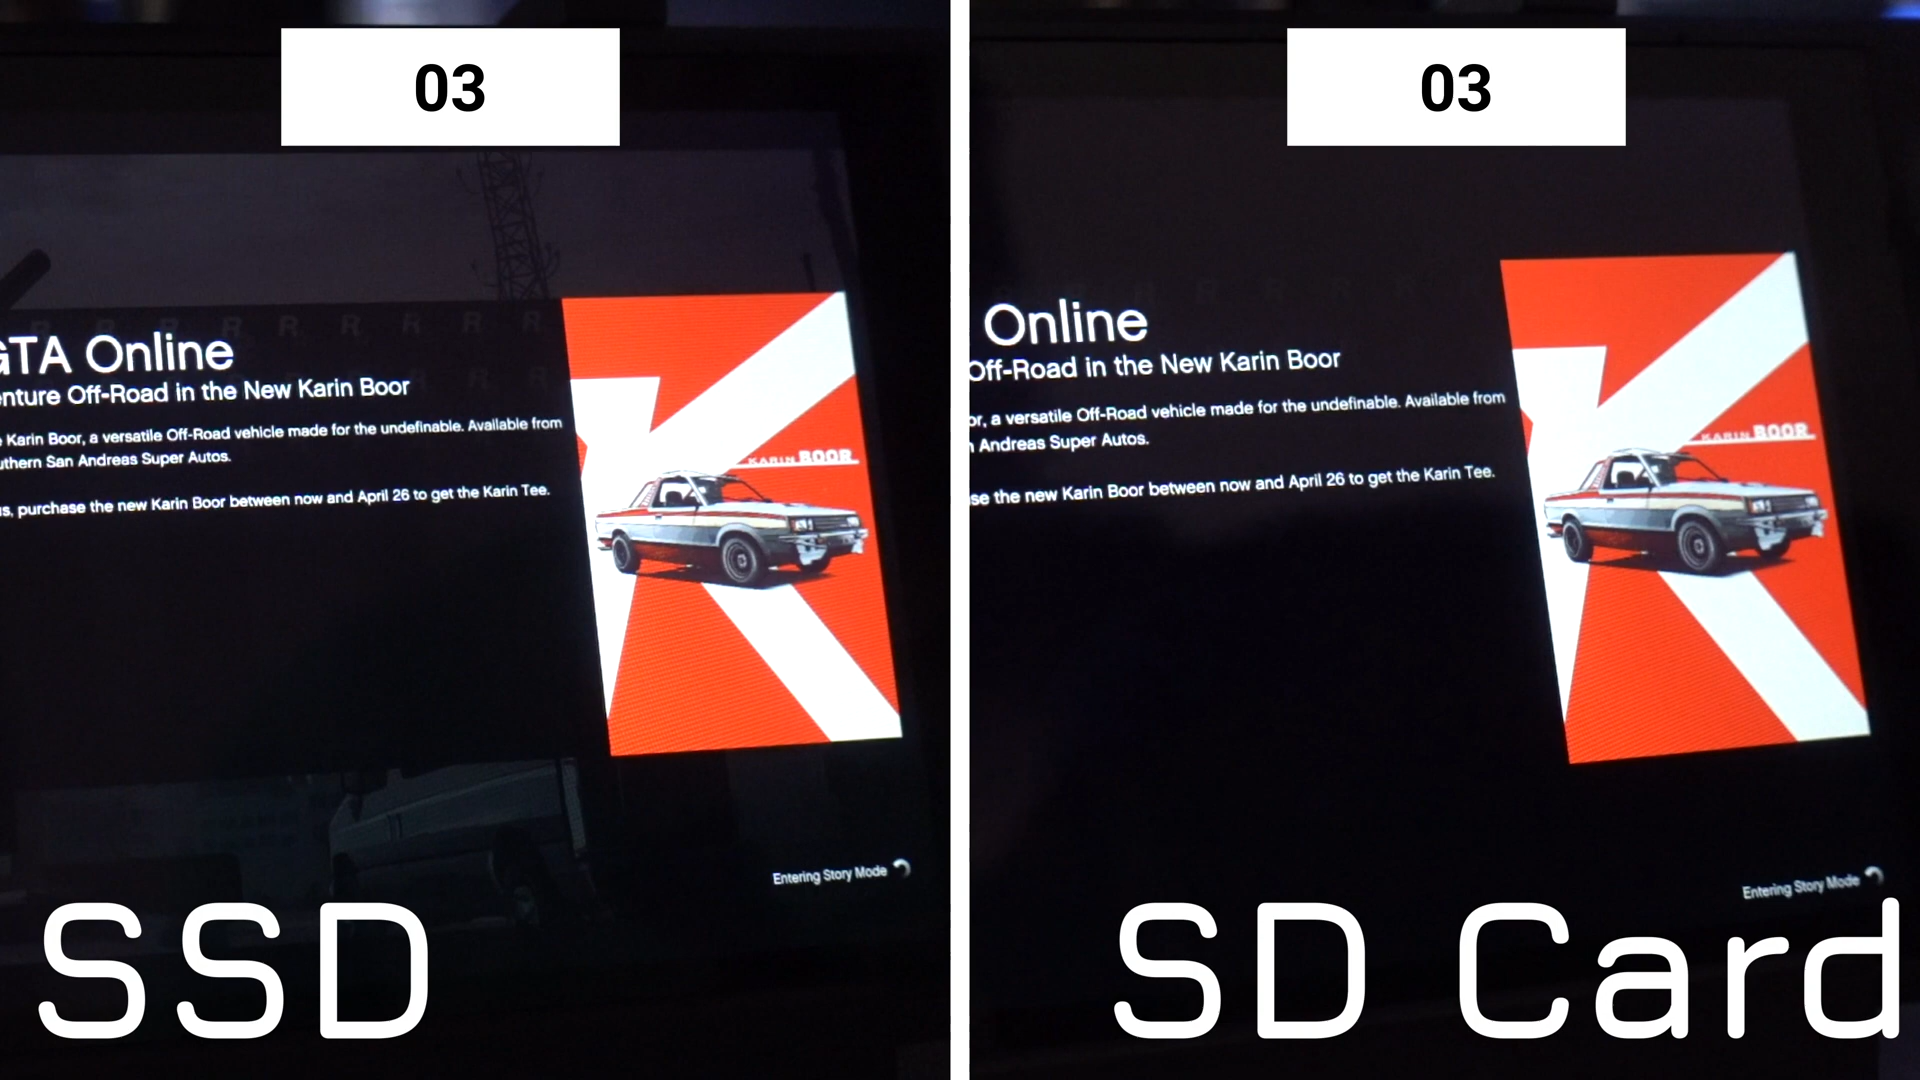 03
GTA Online
enture Off-Road in the New Karin Boor
Karin Boor, a versatile Off-Road vehicle made for the undefinable. Available from
uthern San Andreas Super Autos.
us, purchase the new Karin Boor between now and April 26 to get the Karin Tee.
KARIN BOOR
Entering Story Mode
SSD
03
Online
Off-Road in the New Karin Boor
or, a versatile Off-Road vehicle made for the undefinable. Available from
n Andreas Super Autos.
se the new Karin Boor between now and April 26 to get the Karin Tee.
KARIN BOOR
Entering Story Mode
SD Card